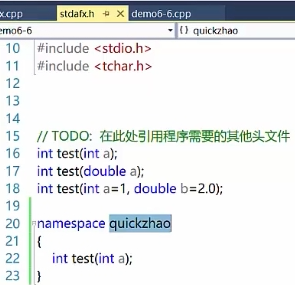 x.cpp stdafx.h demo6-6.cpp
emo6-6 {} quickzhao
10 #include <stdio.h>
11 #include <tchar.h>
12
13
14
15 // TODO: 在此处引用程序需要的其他头文件
16 int test(int a);
17 int test(double a);
18 int test(int a=1, double b=2.0);
19
20 namespace quickzhao
21 {
22 int test(int a);
23 }